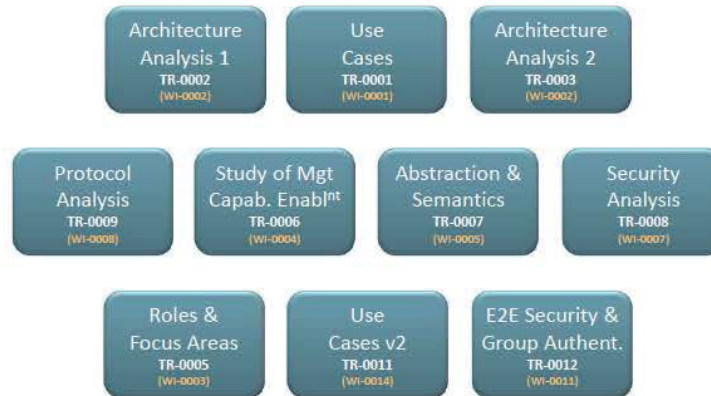 Architecture
Analysis 1
TR-0002
(WI-0002)
Use
Cases
TR-0001
(WI-0001)
Architecture
Analysis 2
TR-0003
(WI-0002)
Protocol
Analysis
TR-0009
(WI-0008)
Study of Mgt
Capab. Enablⁿᵗ
TR-0006
(WI-0004)
Abstraction &
Semantics
TR-0007
(WI-0005)
Security
Analysis
TR-0008
(WI-0007)
Roles &
Focus Areas
TR-0005
(WI-0003)
Use
Cases v2
TR-0011
(WI-0014)
E2E Security &
Group Authent.
TR-0012
(WI-0011)